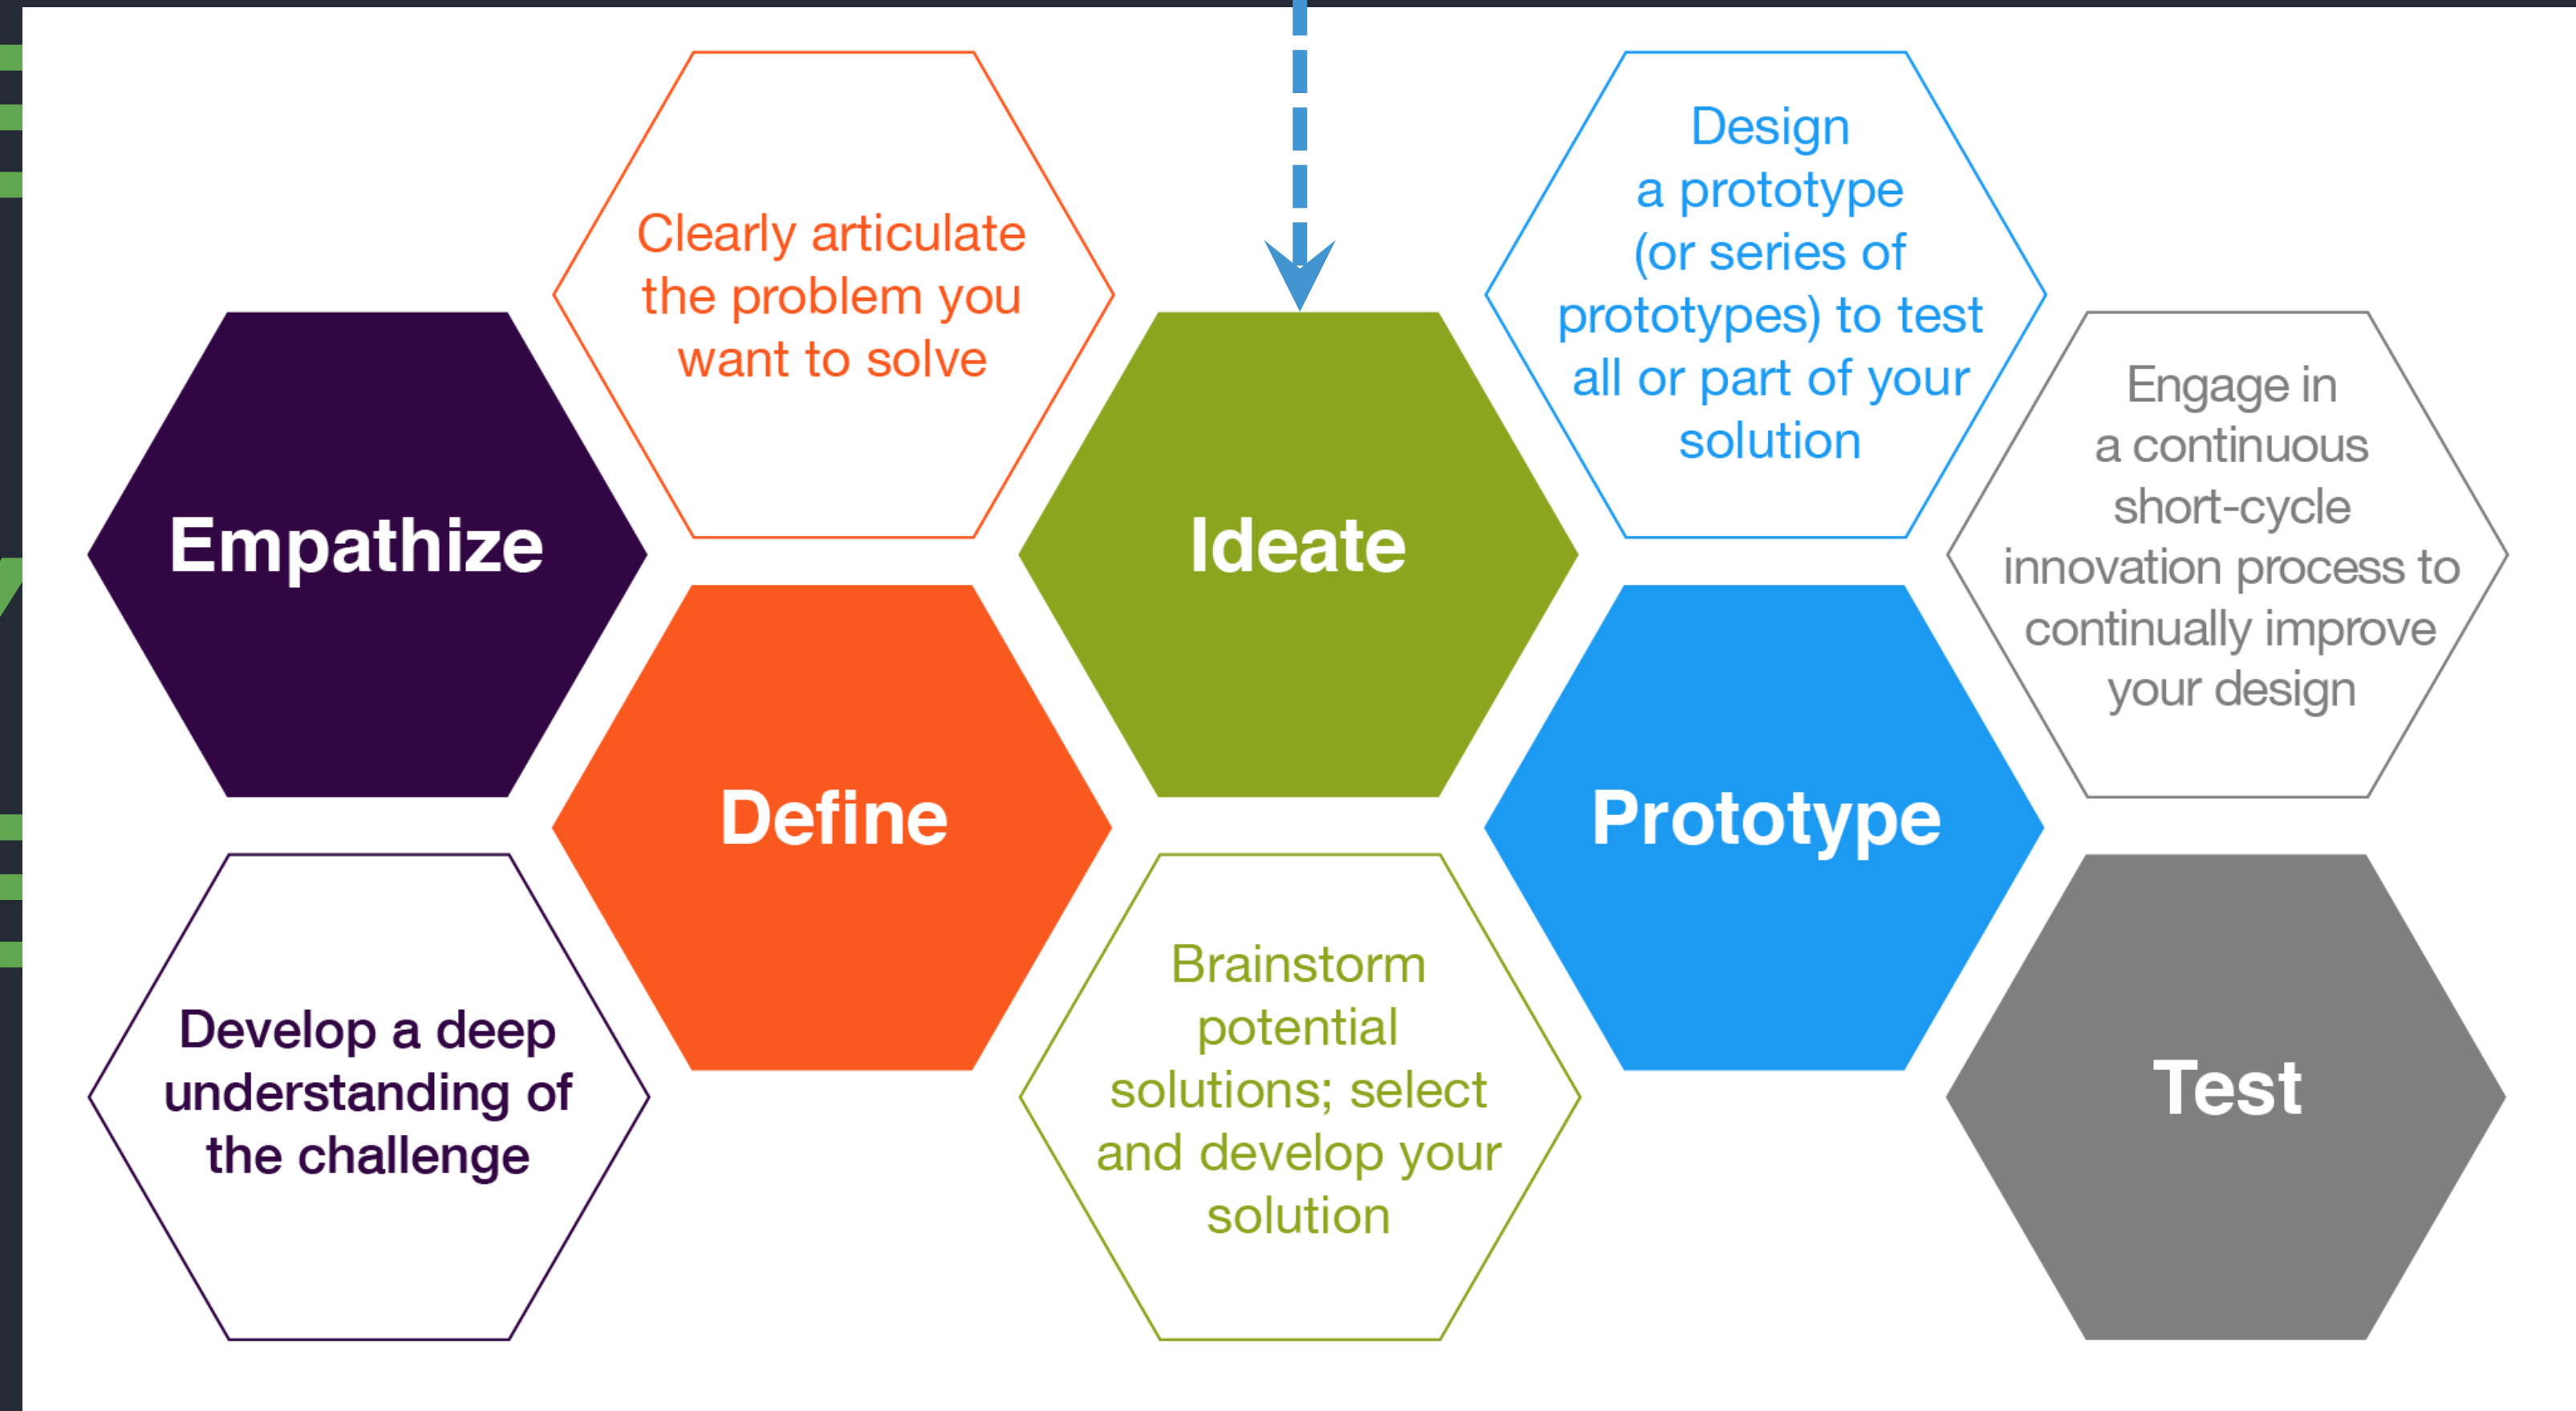 Empathize
Develop a deep
understanding of
the challenge
Clearly articulate
the problem you
want to solve
Define
Ideate
Brainstorm
potential
solutions; select
and develop your
solution
Design
a prototype
(or series of
prototypes) to test
all or part of your
solution
Prototype
Engage in
a continuous
short-cycle
innovation process to
continually improve
your design
Test